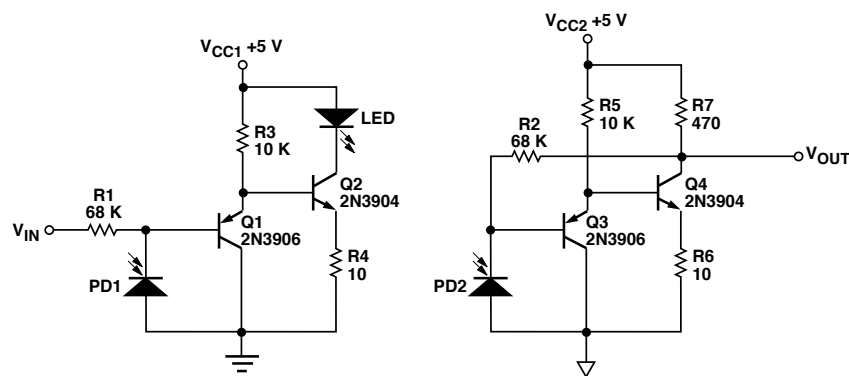 VCC1 +5 V
LED
R3
10 K
R1
68 K
VIN
Q1
2N3906
Q2
2N3904
R4
10
PD1
VCC2 +5 V
R5
10 K
R7
470
R2
68 K
VOUT
Q3
2N3906
Q4
2N3904
R6
10
PD2